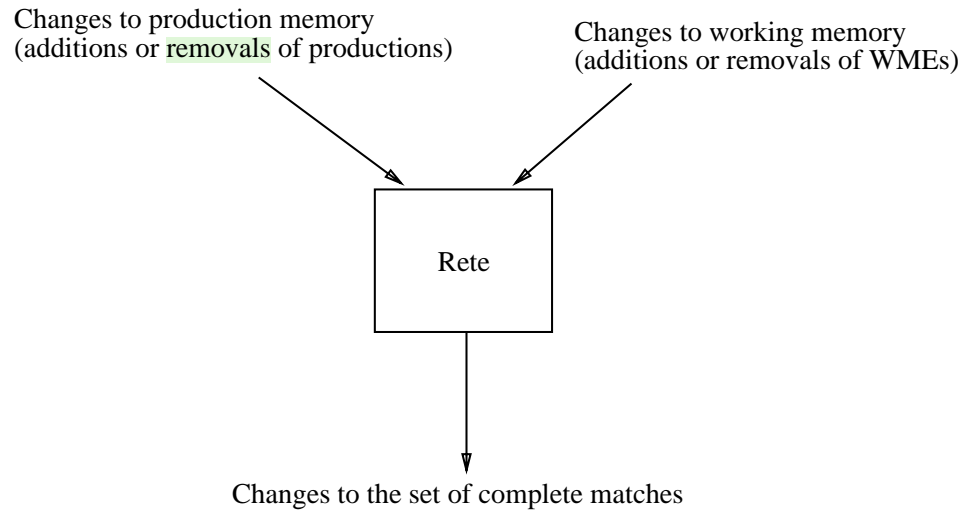 Changes to production memory
(additions or removals of productions)
Changes to working memory
(additions or removals of WMEs)
Rete
Changes to the set of complete matches